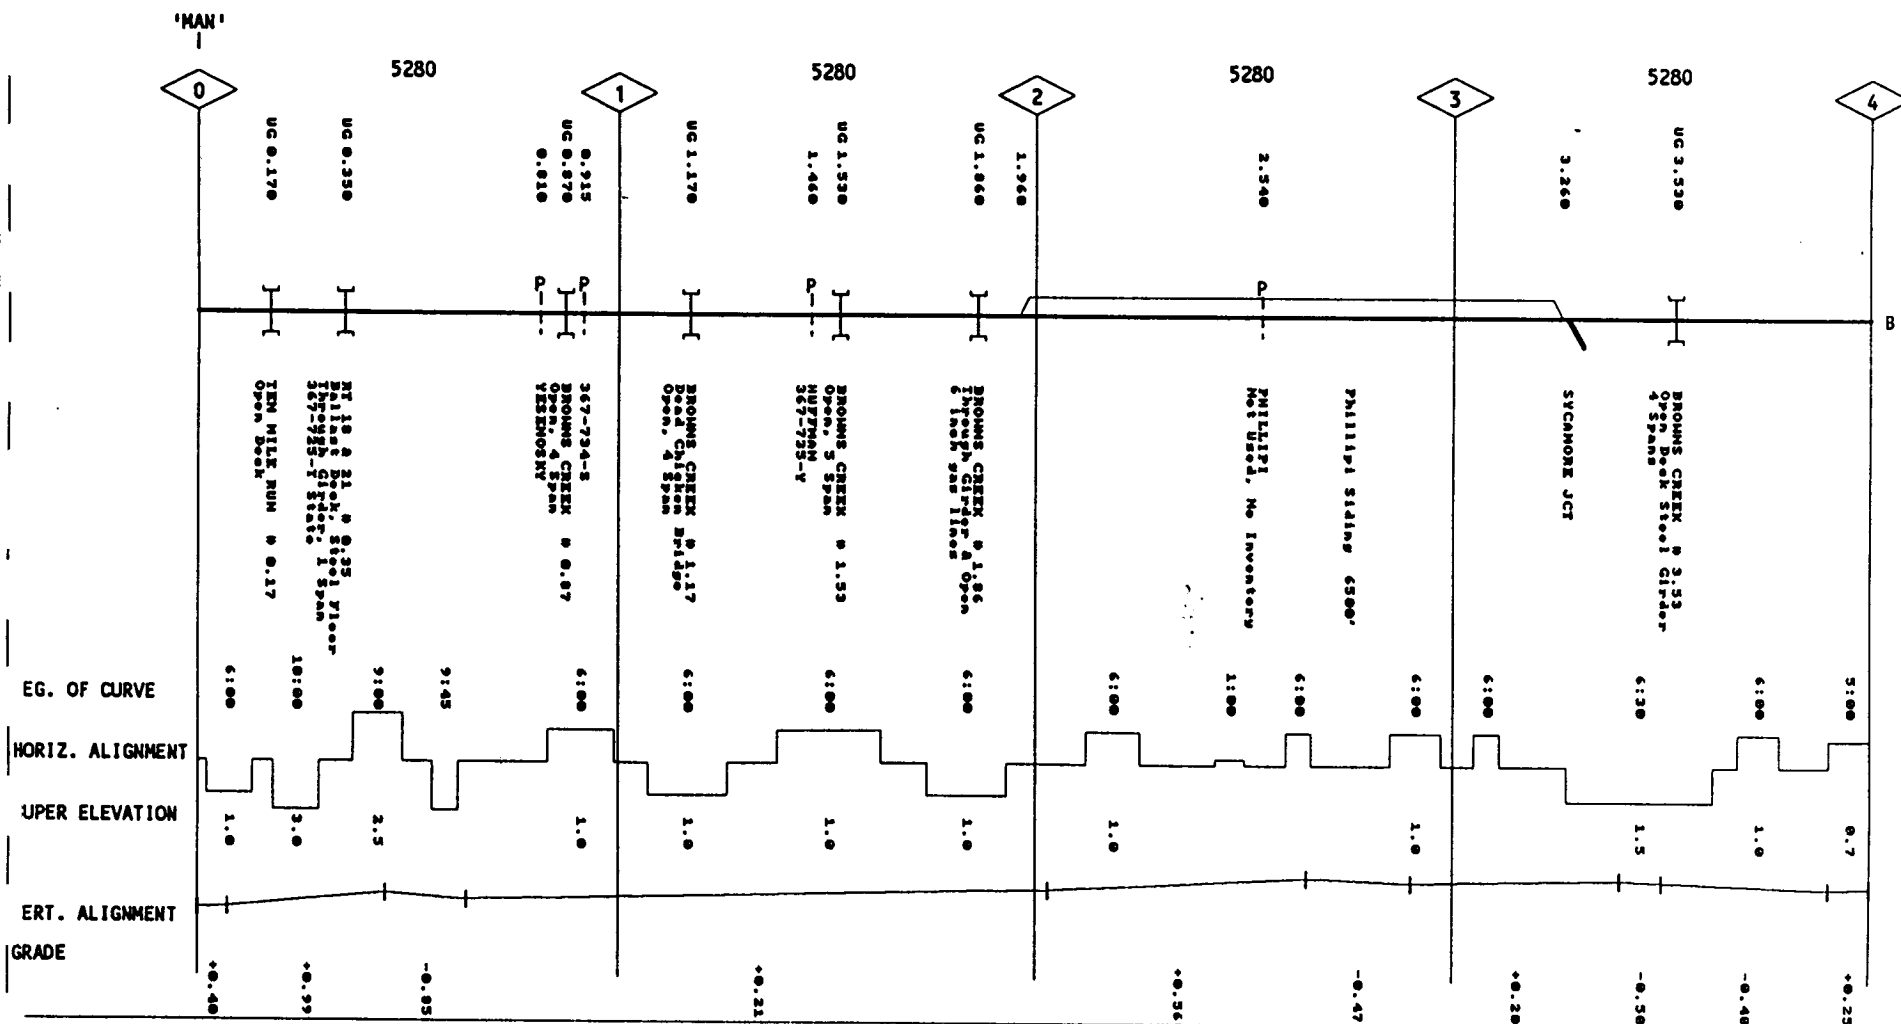 'MAN'
5280
5280
5280
5280
0
1
2
3
4
UG 0.170
UG 0.350
0.810
UG 0.870
0.915
UG 1.170
1.460
UG 1.530
UG 1.860
1.960
2.540
3.260
UG 3.530
P
P
P
P
B
TEN MILE RUN # 0.17
Open Deck
RT 18 & 21 # 0.35
Ballast Deck, Steel Floor
Through Girder, 1 Span
367-725-T State
YESENOSKY
BROWNS CREEK # 0.87
Open, 4 Span
367-734-S
BROWNS CREEK # 1.17
Dead Chicken Bridge
Open, 4 Span
HUFFMAN
367-735-Y
BROWNS CREEK # 1.53
Open, 5 Span
BROWNS CREEK # 1.86
Through Girder & Open
6 inch gas lines
PHILLIPI
Not Used, No Inventory
Phillipi Siding 6500'
SYCAMORE JCT
BROWNS CREEK # 3.53
Open Deck Steel Girder
4 Spans
EG. OF CURVE
6:00
10:00
9:00
9:45
6:00
6:00
6:00
6:00
6:00
1:00
6:00
6:00
6:00
6:30
6:00
5:00
HORIZ. ALIGNMENT
UPER ELEVATION
1.0
3.0
2.5
1.0
1.0
1.0
1.0
1.0
1.0
1.5
1.0
0.7
ERT. ALIGNMENT
GRADE
+0.40
+0.99
-0.85
+0.21
+0.56
-0.47
+0.20
-0.50
-0.40
+0.25